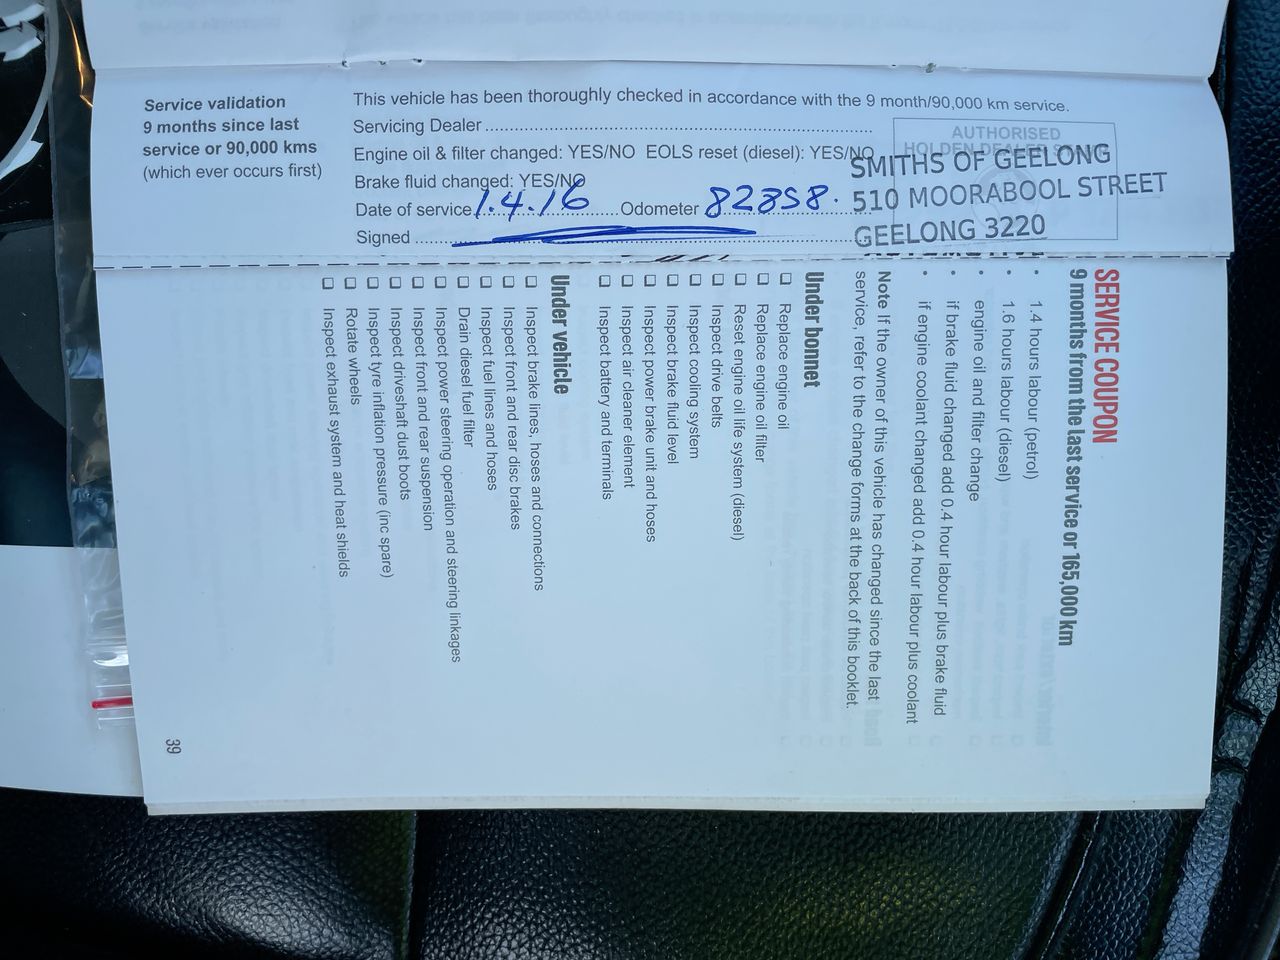 Service validation
9 months since last
service or 90,000 kms
(which ever occurs first)
This vehicle has been thoroughly checked in accordance with the 9 month/90,000 km service.
Servicing Dealer
Engine oil & filter changed: YES/NO EOLS reset (diesel): YES/NO
Brake fluid changed: YES/NO
Date of service 1.4.16 Odometer 82358.
Signed
AUTHORISED
HOLDEN DEALER
SMITHS OF GEELONG
510 MOORABOOL STREET
GEELONG 3220
SERVICE COUPON
9 months from the last service or 165,000 km
• 1.4 hours labour (petrol)
• 1.6 hours labour (diesel)
• engine oil and filter change
• if brake fluid changed add 0.4 hour labour plus brake fluid
• if engine coolant changed add 0.4 hour labour plus coolant
Note If the owner of this vehicle has changed since the last
service, refer to the change forms at the back of this booklet.
Under bonnet
❑ Replace engine oil
❑ Replace engine oil filter
❑ Reset engine oil life system (diesel)
❑ Inspect drive belts
❑ Inspect cooling system
❑ Inspect brake fluid level
❑ Inspect power brake unit and hoses
❑ Inspect air cleaner element
❑ Inspect battery and terminals
Under vehicle
❑ Inspect brake lines, hoses and connections
❑ Inspect front and rear disc brakes
❑ Inspect fuel lines and hoses
❑ Drain diesel fuel filter
❑ Inspect power steering operation and steering linkages
❑ Inspect front and rear suspension
❑ Inspect driveshaft dust boots
❑ Inspect tyre inflation pressure (inc spare)
❑ Rotate wheels
❑ Inspect exhaust system and heat shields
39